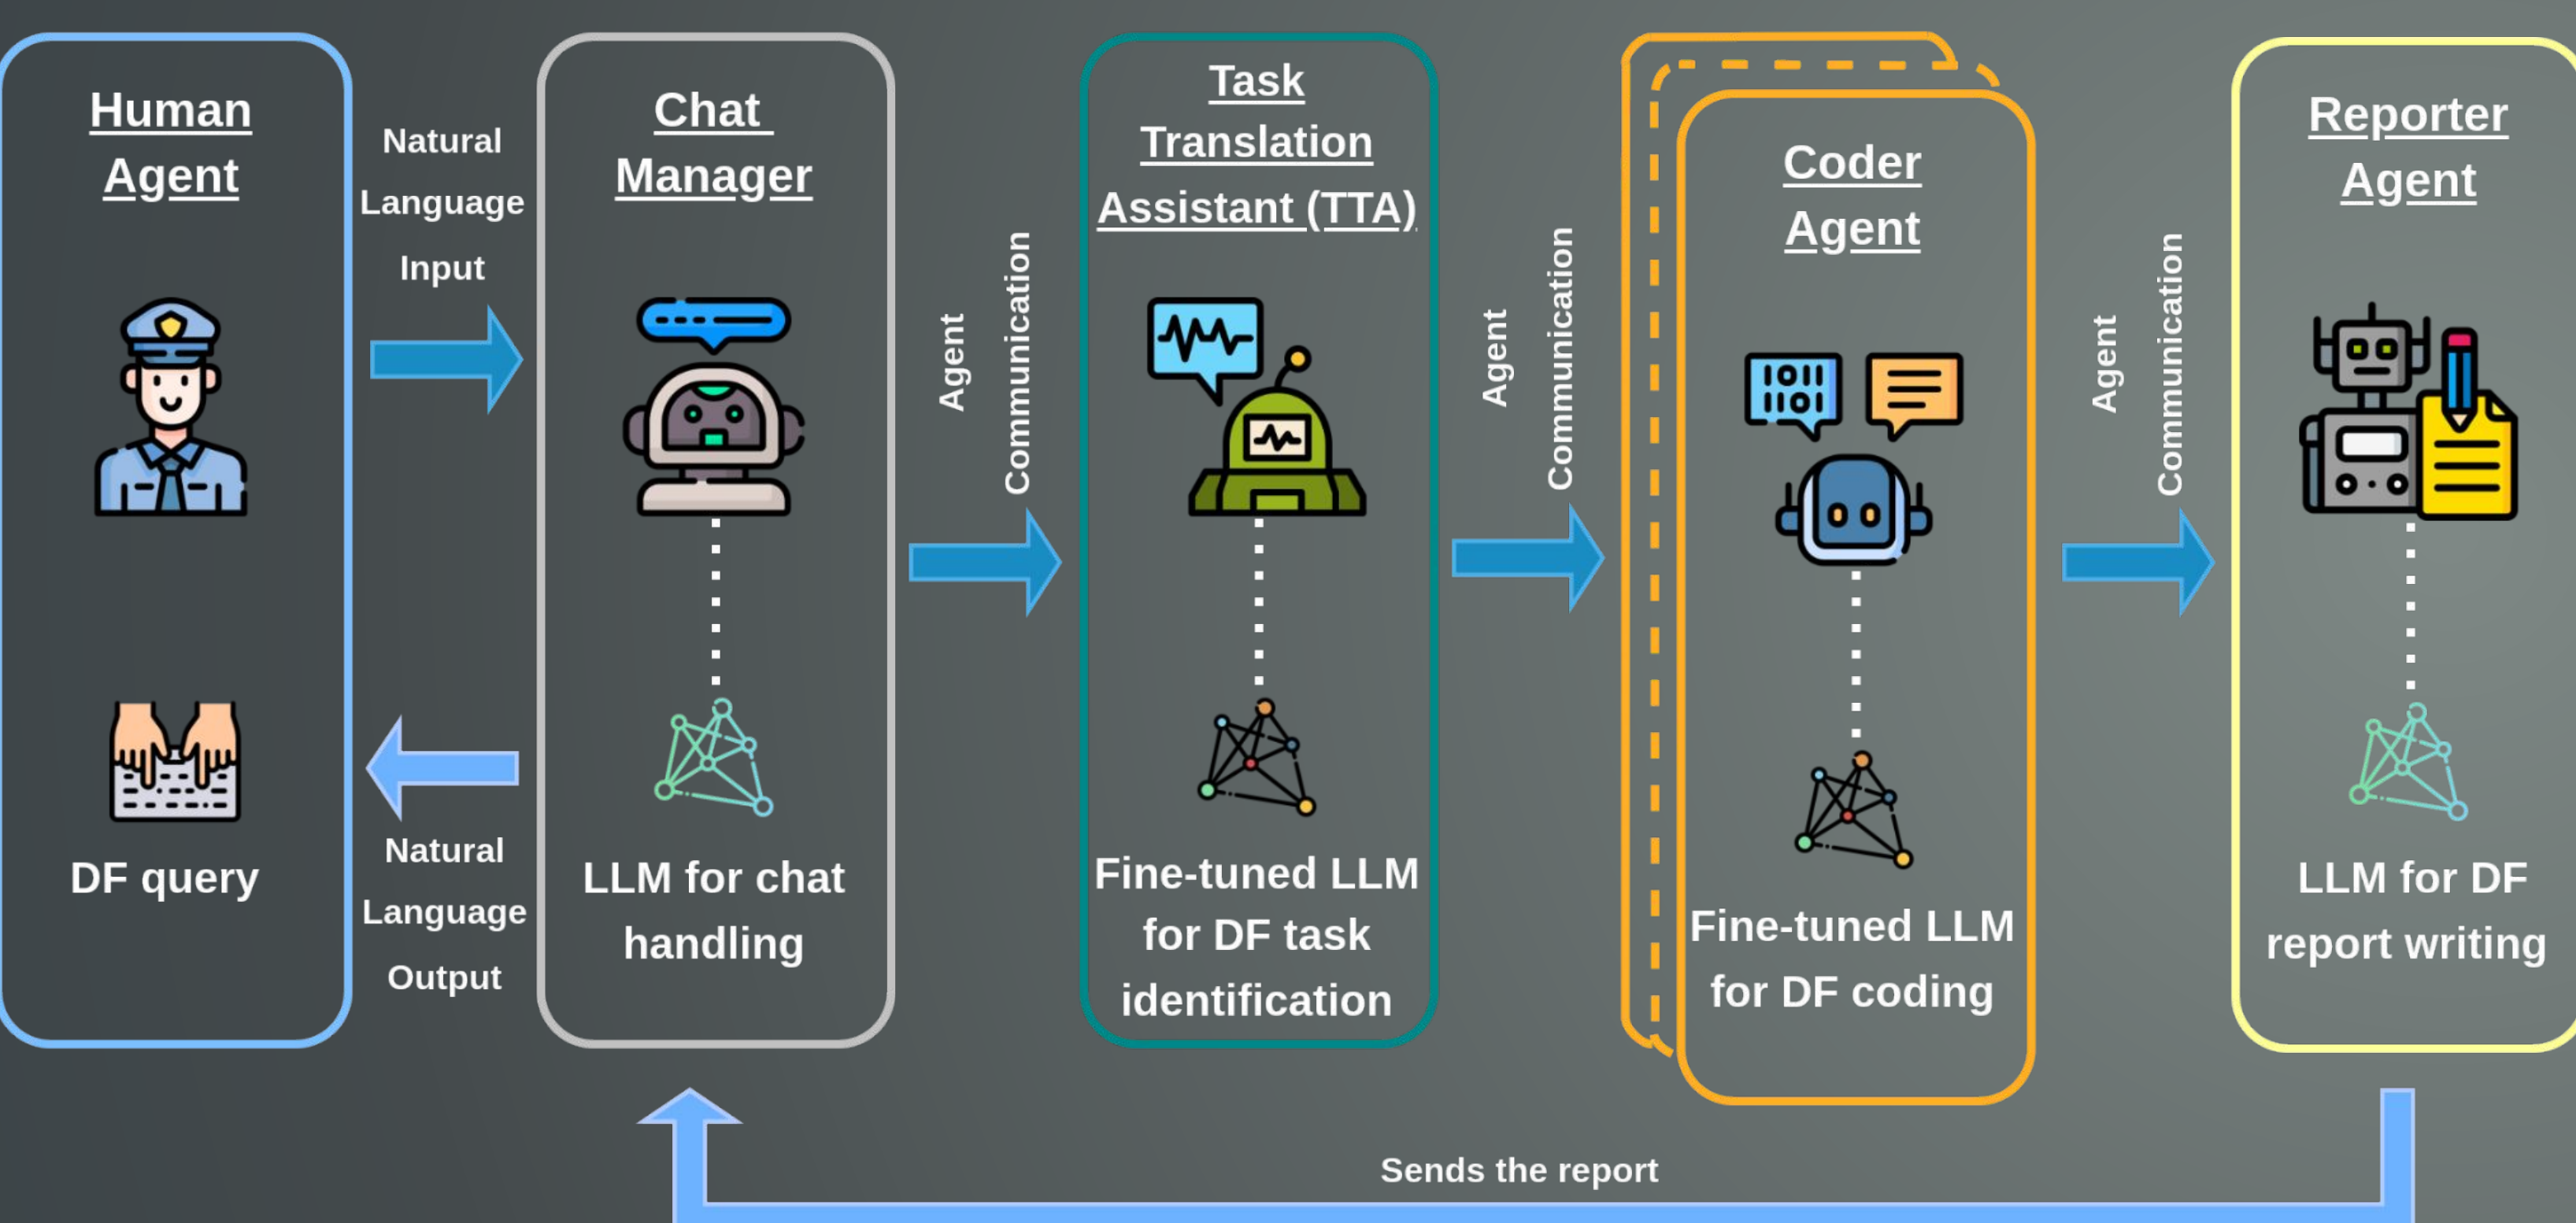 Human
Agent
DF query
Natural
Language
Input
Natural
Language
Output
Chat
Manager
LLM for chat
handling
Agent
Communication
Task
Translation
Assistant (TTA)
Fine-tuned LLM
for DF task
identification
Agent
Communication
Coder
Agent
Fine-tuned LLM
for DF coding
Agent
Communication
Reporter
Agent
LLM for DF
report writing
Sends the report